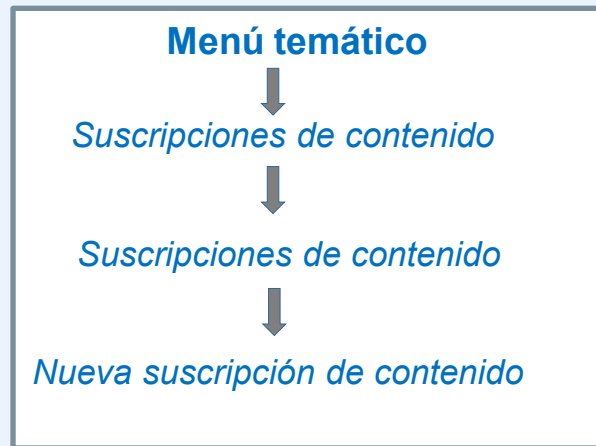 Menú temático
Suscripciones de contenido
Suscripciones de contenido
Nueva suscripción de contenido